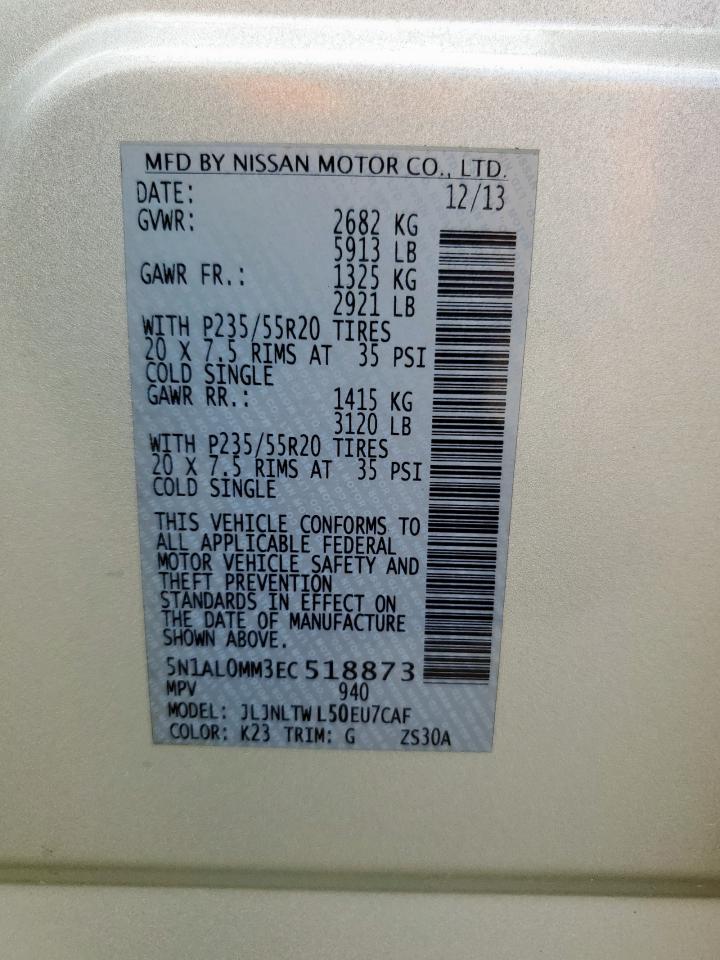 MFD BY NISSAN MOTOR CO., LTD.
DATE: 12/13
GVWR: 2682 KG
5913 LB
GAWR FR.: 1325 KG
2921 LB
WITH P235/55R20 TIRES
20 X 7.5 RIMS AT 35 PSI
COLD SINGLE
GAWR RR.: 1415 KG
3120 LB
WITH P235/55R20 TIRES
20 X 7.5 RIMS AT 35 PSI
COLD SINGLE
THIS VEHICLE CONFORMS TO
ALL APPLICABLE FEDERAL
MOTOR VEHICLE SAFETY AND
THEFT PREVENTION
STANDARDS IN EFFECT ON
THE DATE OF MANUFACTURE
SHOWN ABOVE.
5N1AL0MM3EC518873
MPV 940
MODEL: JLJNLTWL50EU7CAF
COLOR: K23 TRIM: G ZS30A